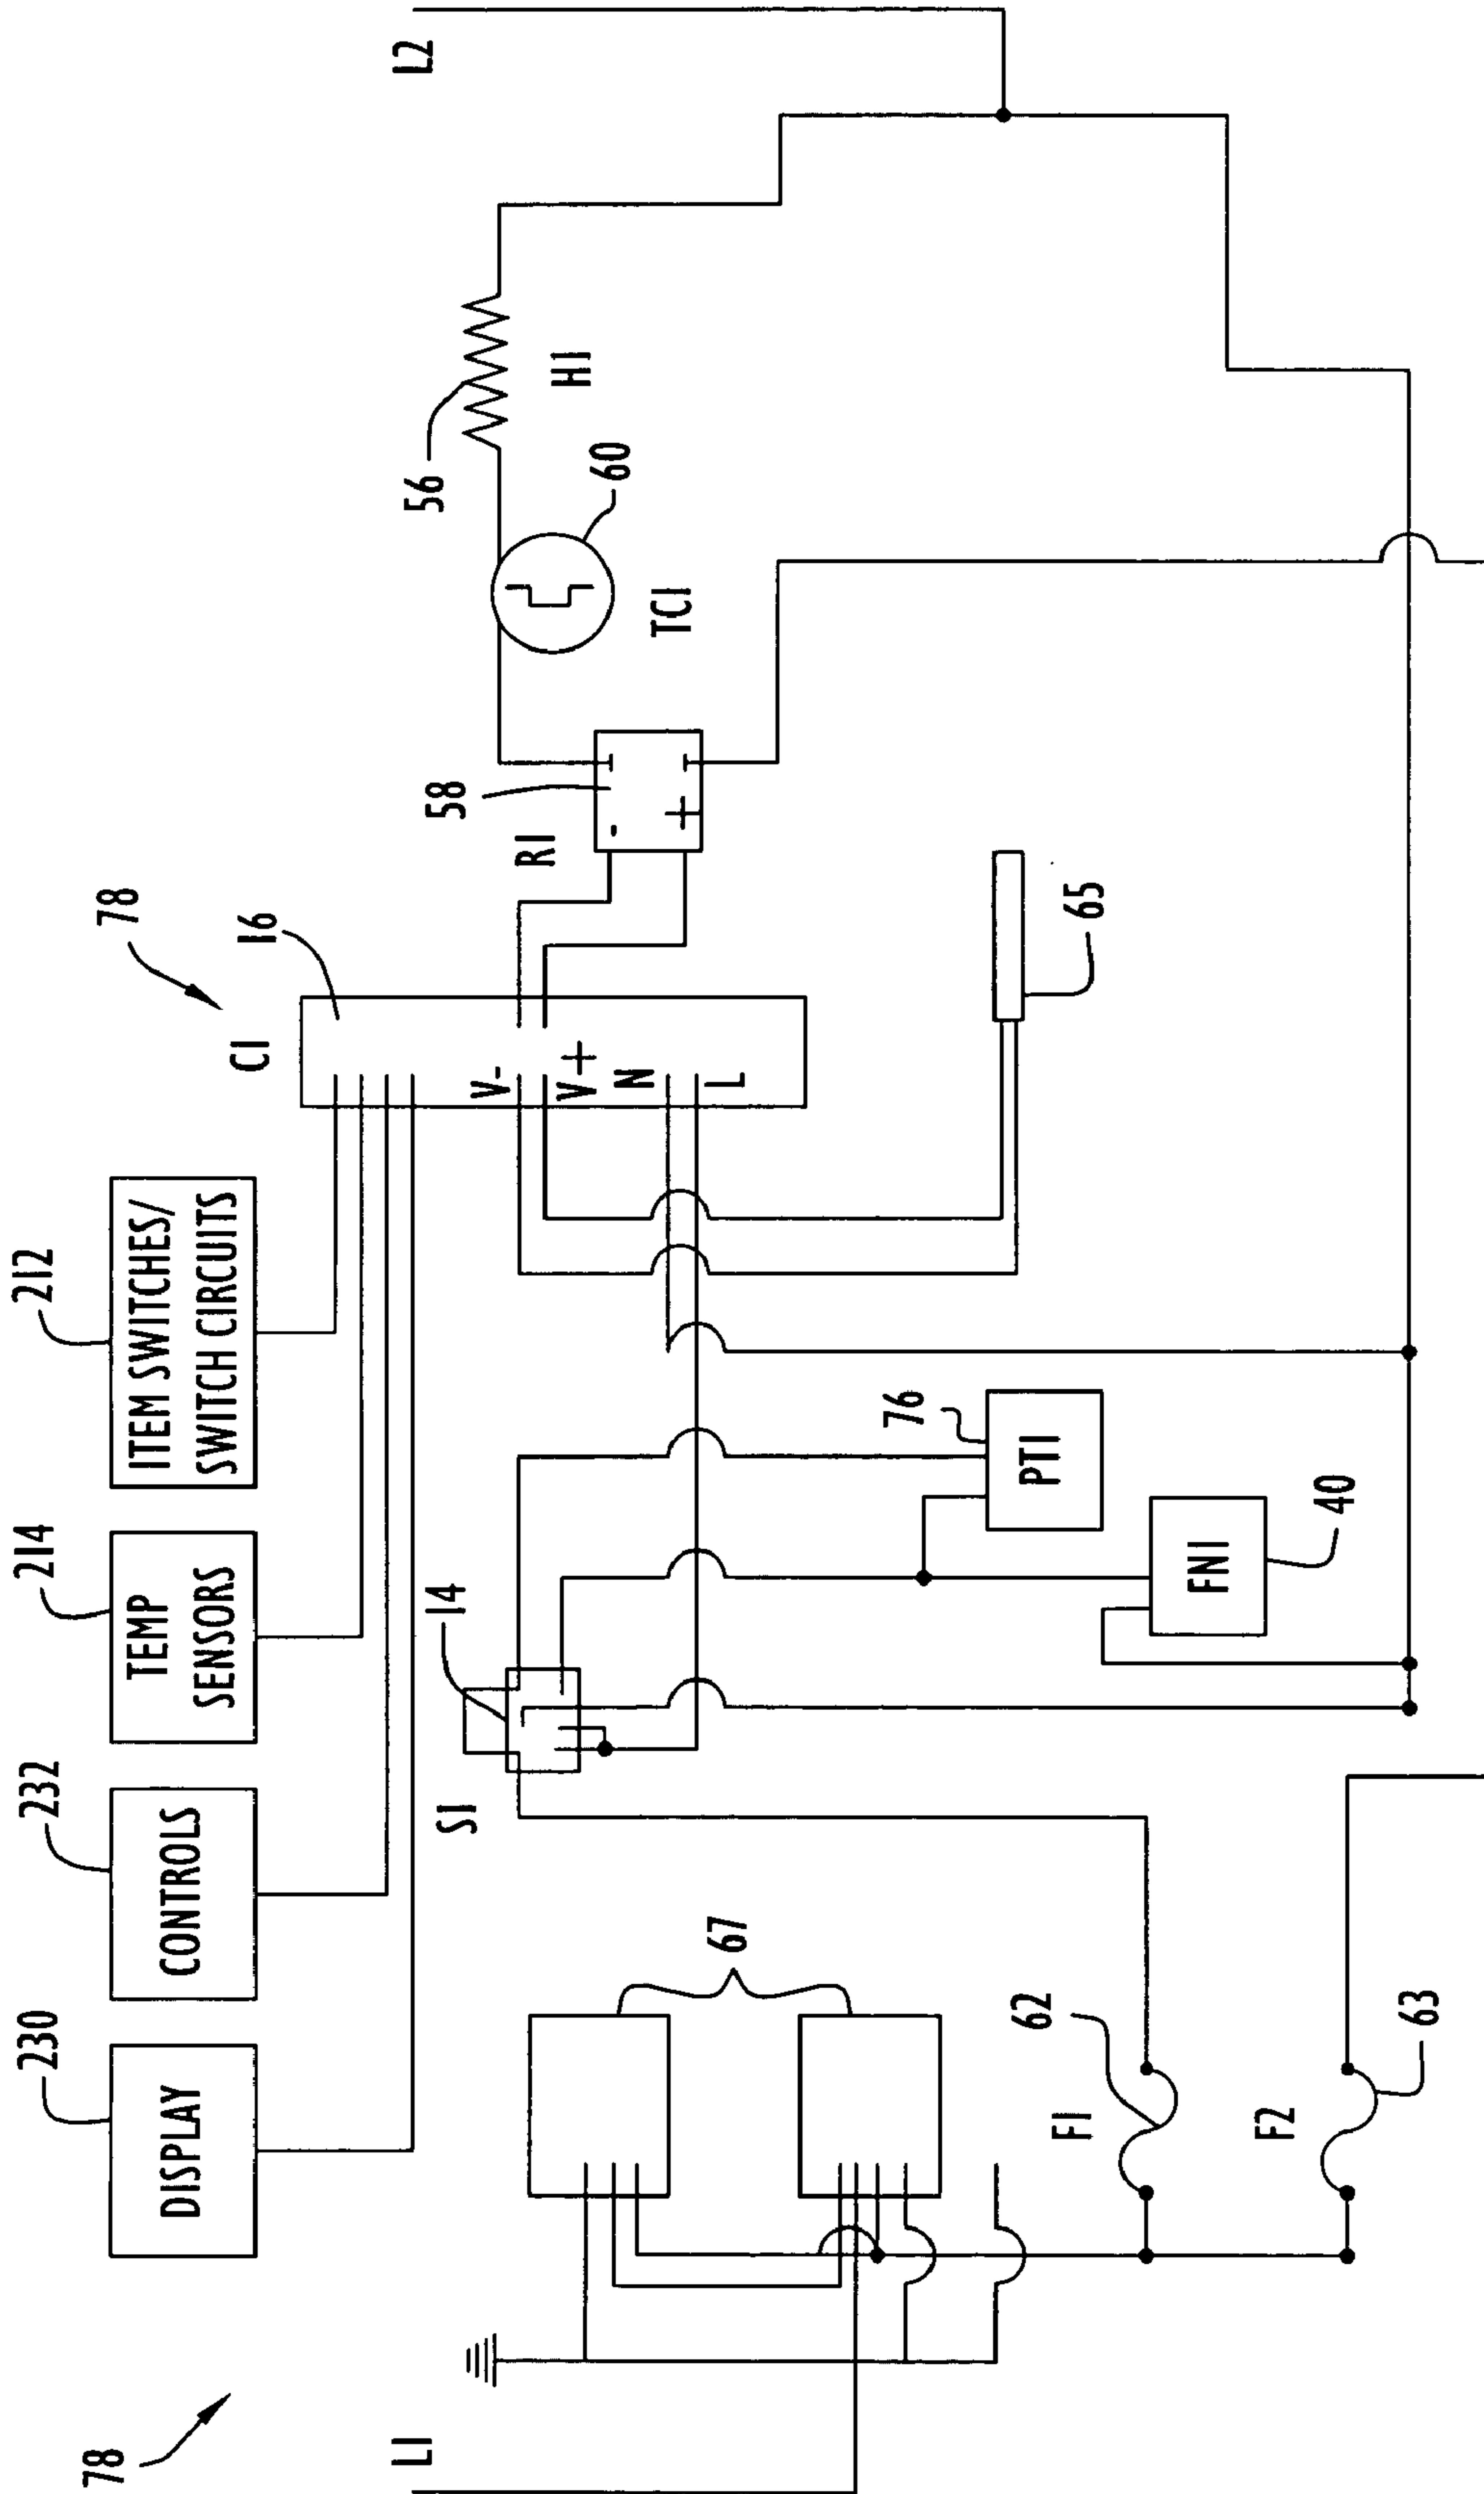 78
L1
230
DISPLAY
232
CONTROLS
214
TEMP
SENSORS
212
ITEM SWITCHES/
SWITCH CIRCUITS
C1
16
78
V-
V+
N
L
R1
58
-
+
TC1
60
56
H1
L2
S1
14
67
62
F1
F2
63
PT1
76
FN1
40
65